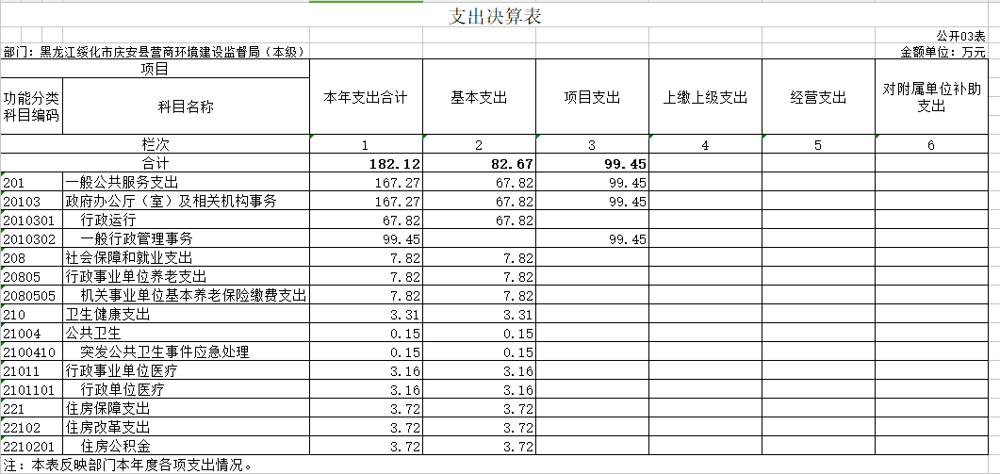 支出决算表
公开03表
部门：黑龙江绥化市庆安县营商环境建设监督局（本级） 金额单位：万元
项目
功能分类科目编码 科目名称 本年支出合计 基本支出 项目支出 上缴上级支出 经营支出 对附属单位补助支出
栏次 1 2 3 4 5 6
合计 182.12 82.67 99.45
201 一般公共服务支出 167.27 67.82 99.45
20103 政府办公厅（室）及相关机构事务 167.27 67.82 99.45
2010301 行政运行 67.82 67.82
2010302 一般行政管理事务 99.45 99.45
208 社会保障和就业支出 7.82 7.82
20805 行政事业单位养老支出 7.82 7.82
2080505 机关事业单位基本养老保险缴费支出 7.82 7.82
210 卫生健康支出 3.31 3.31
21004 公共卫生 0.15 0.15
2100410 突发公共卫生事件应急处理 0.15 0.15
21011 行政事业单位医疗 3.16 3.16
2101101 行政单位医疗 3.16 3.16
221 住房保障支出 3.72 3.72
22102 住房改革支出 3.72 3.72
2210201 住房公积金 3.72 3.72
注：本表反映部门本年度各项支出情况。